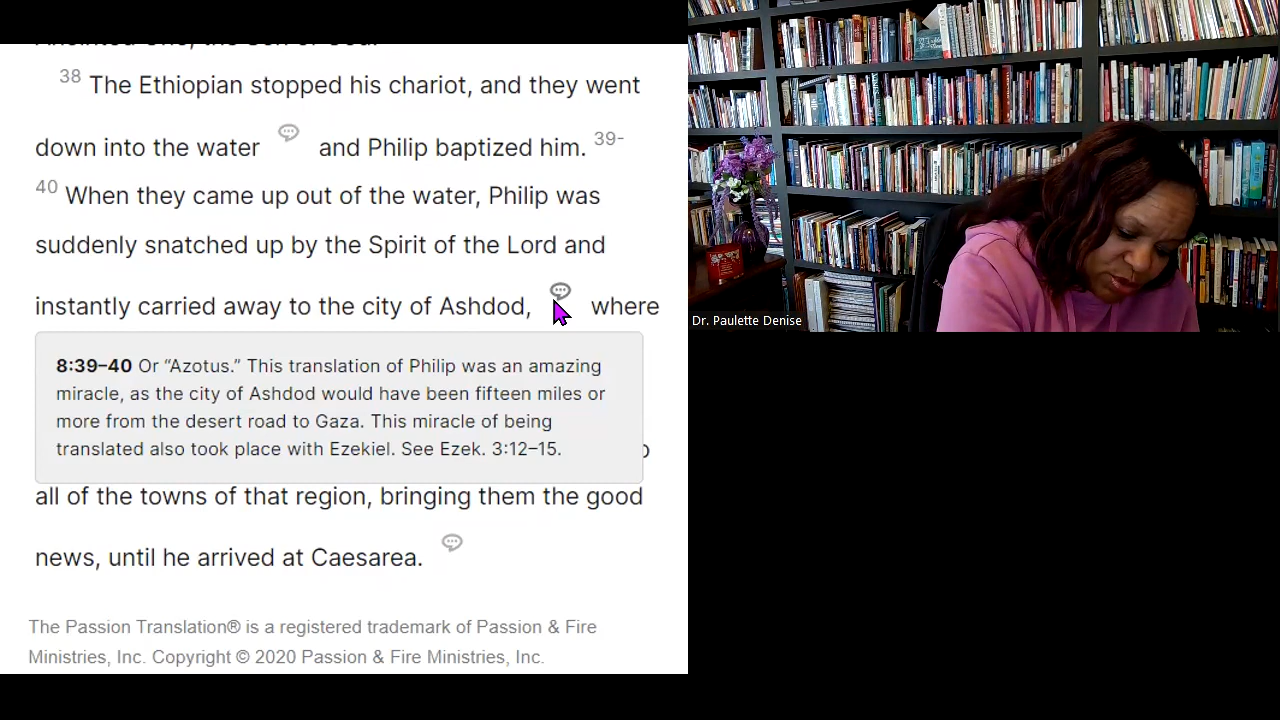 Anointed One, the Son of God.
38 The Ethiopian stopped his chariot, and they went
down into the water and Philip baptized him. 39-
40 When they came up out of the water, Philip was
suddenly snatched up by the Spirit of the Lord and
instantly carried away to the city of Ashdod, where
8:39–40 Or “Azotus.” This translation of Philip was an amazing
miracle, as the city of Ashdod would have been fifteen miles or
more from the desert road to Gaza. This miracle of being
translated also took place with Ezekiel. See Ezek. 3:12–15.
all of the towns of that region, bringing them the good
news, until he arrived at Caesarea.
The Passion Translation® is a registered trademark of Passion & Fire
Ministries, Inc. Copyright © 2020 Passion & Fire Ministries, Inc.
Dr. Paulette Denise